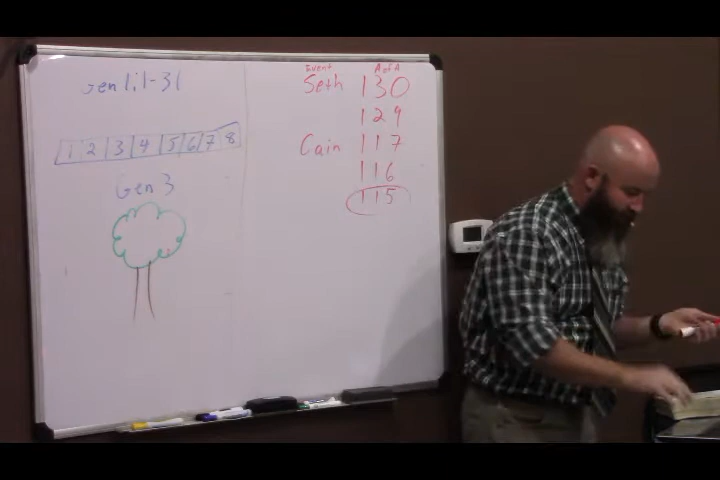 Gen 1:1-31
1 2 3 4 5 6 7 8
Gen 3
Event A of A
Seth 130
129
Cain 117
116
115